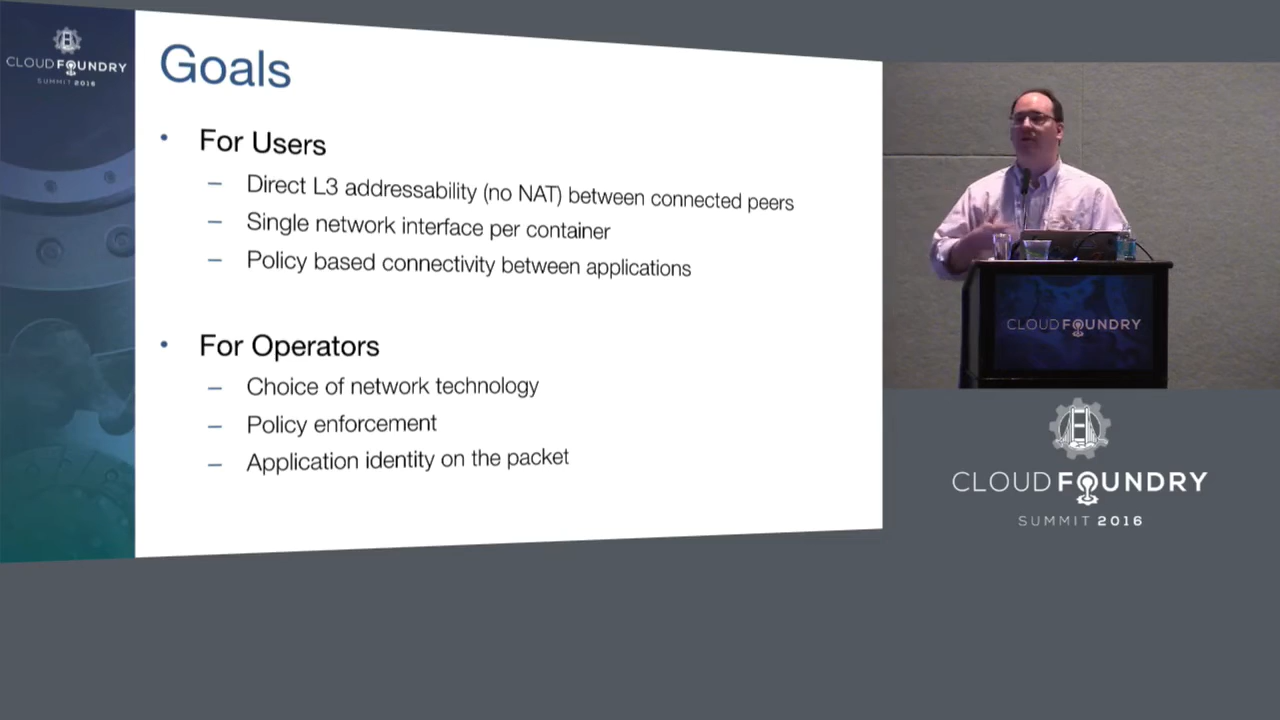 CLOUD FOUNDRY
SUMMIT 2016
Goals
• For Users
– Direct L3 addressability (no NAT) between connected peers
– Single network interface per container
– Policy based connectivity between applications
• For Operators
– Choice of network technology
– Policy enforcement
– Application identity on the packet
CLOUD FOUNDRY
CLOUD FOUNDRY
SUMMIT 2016